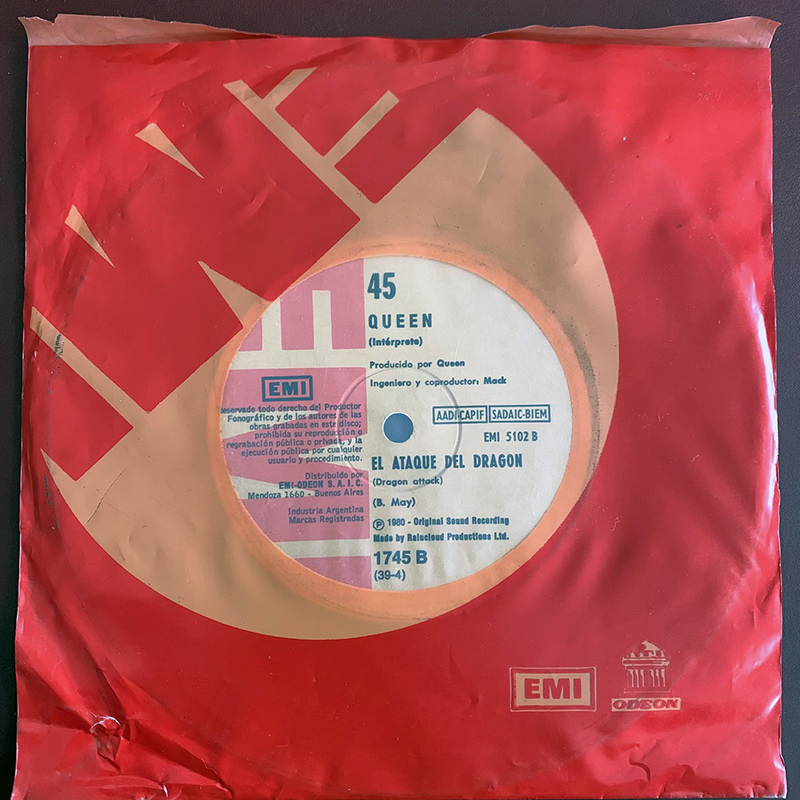 45
QUEEN
(Intérprete)
Producido por Queen
Ingeniero y coproductor: Mack
EMI
AADI-CAPIF SADAIC-BIEM
EMI 5102 B
Reservado todo derecho del Productor
Fonográfico y de los autores de las
obras grabadas en este disco;
prohibida su reproducción o
regrabación pública o privada, y la
ejecución pública por cualquier
usuario y procedimiento.
Distribuido por
EMI-ODEON S.A.I.C.
Mendoza 1660 - Buenos Aires
Industria Argentina
Marcas Registradas
EL ATAQUE DEL DRAGON
(Dragon attack)
(B. May)
Ⓟ 1980 - Original Sound Recording
Made by Raincloud Productions Ltd.
1745 B
(39-4)
EMI
ODEON